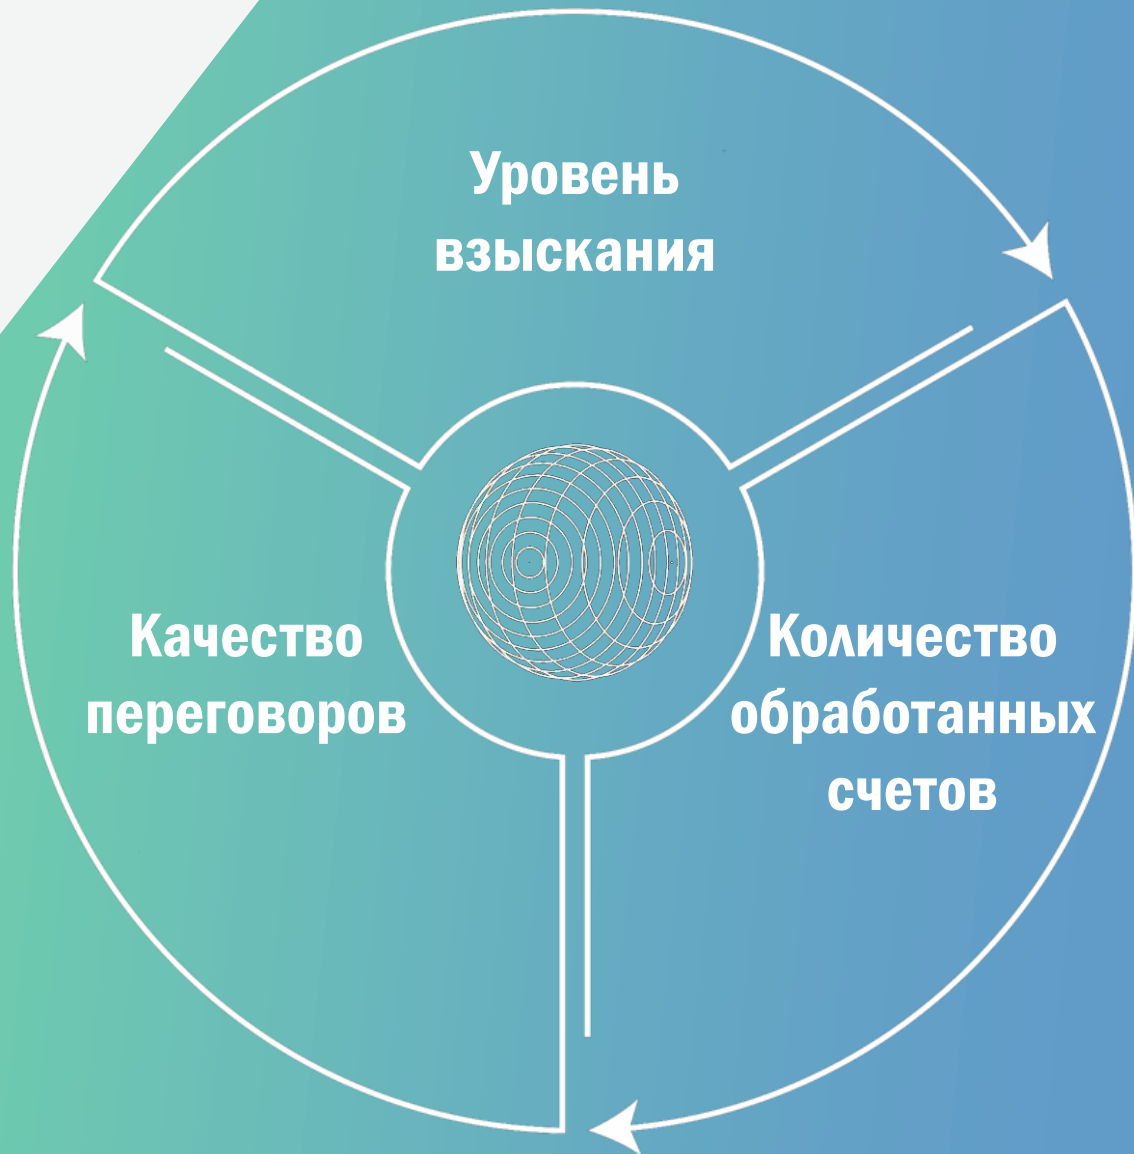 Уровень
взыскания
Качество
переговоров
Количество
обработанных
счетов